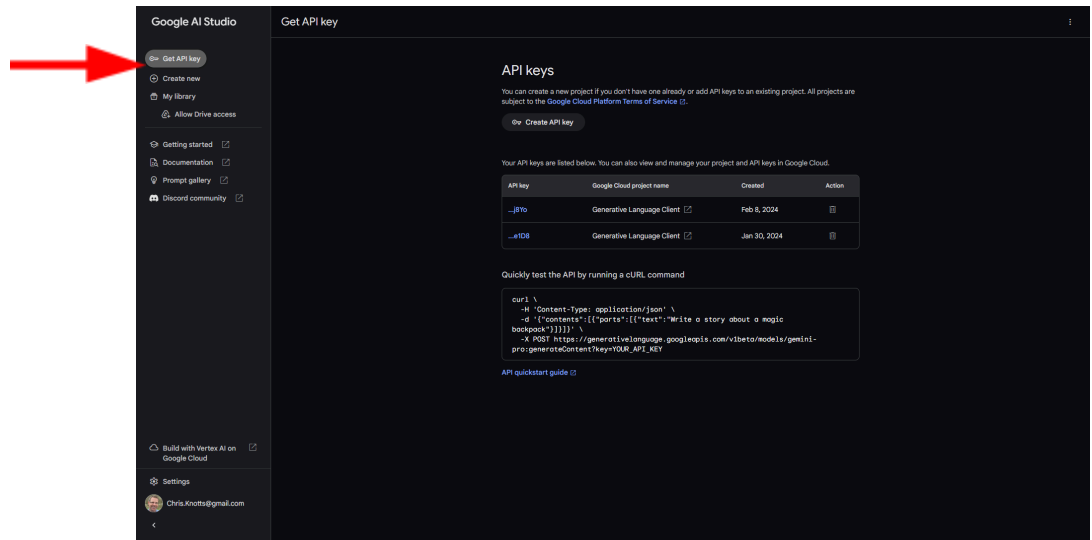 Google AI Studio
Get API key
Get API key
Create new
My library
Allow Drive access
Getting started
Documentation
Prompt gallery
Discord community
API keys
You can create a new project if you don't have one already or add API keys to an existing project. All projects are
subject to the Google Cloud Platform Terms of Service
Create API key
Your API keys are listed below. You can also view and manage your project and API keys in Google Cloud.
API key Google Cloud project name Created Action
...j8Yo Generative Language Client Feb 8, 2024
...e1D8 Generative Language Client Jan 30, 2024
Quickly test the API by running a cURL command
curl \
-H 'Content-Type: application/json' \
-d '{"contents":[{"parts":[{"text":"Write a story about a magic
backpack"}]}]}' \
-X POST https://generativelanguage.googleapis.com/v1beta/models/gemini-
pro:generateContent?key=YOUR_API_KEY
API quickstart guide
Build with Vertex AI on
Google Cloud
Settings
Chris.Knotts@gmail.com